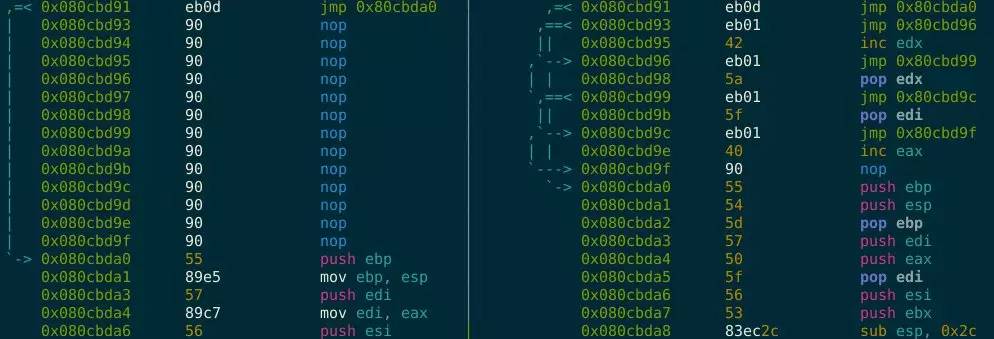 ,=< 0x080cbd91 eb0d jmp 0x80cbda0
| 0x080cbd93 90 nop
| 0x080cbd94 90 nop
| 0x080cbd95 90 nop
| 0x080cbd96 90 nop
| 0x080cbd97 90 nop
| 0x080cbd98 90 nop
| 0x080cbd99 90 nop
| 0x080cbd9a 90 nop
| 0x080cbd9b 90 nop
| 0x080cbd9c 90 nop
| 0x080cbd9d 90 nop
| 0x080cbd9e 90 nop
| 0x080cbd9f 90 nop
`-> 0x080cbda0 55 push ebp
0x080cbda1 89e5 mov ebp, esp
0x080cbda3 57 push edi
0x080cbda4 89c7 mov edi, eax
0x080cbda6 56 push esi
,=< 0x080cbd91 eb0d jmp 0x80cbda0
,==< 0x080cbd93 eb01 jmp 0x80cbd96
|| 0x080cbd95 42 inc edx
,`--> 0x080cbd96 eb01 jmp 0x80cbd99
| | 0x080cbd98 5a pop edx
`,==< 0x080cbd99 eb01 jmp 0x80cbd9c
|| 0x080cbd9b 5f pop edi
,`--> 0x080cbd9c eb01 jmp 0x80cbd9f
| | 0x080cbd9e 40 inc eax
`---> 0x080cbd9f 90 nop
`-> 0x080cbda0 55 push ebp
0x080cbda1 54 push esp
0x080cbda2 5d pop ebp
0x080cbda3 57 push edi
0x080cbda4 50 push eax
0x080cbda5 5f pop edi
0x080cbda6 56 push esi
0x080cbda7 53 push ebx
0x080cbda8 83ec2c sub esp, 0x2c